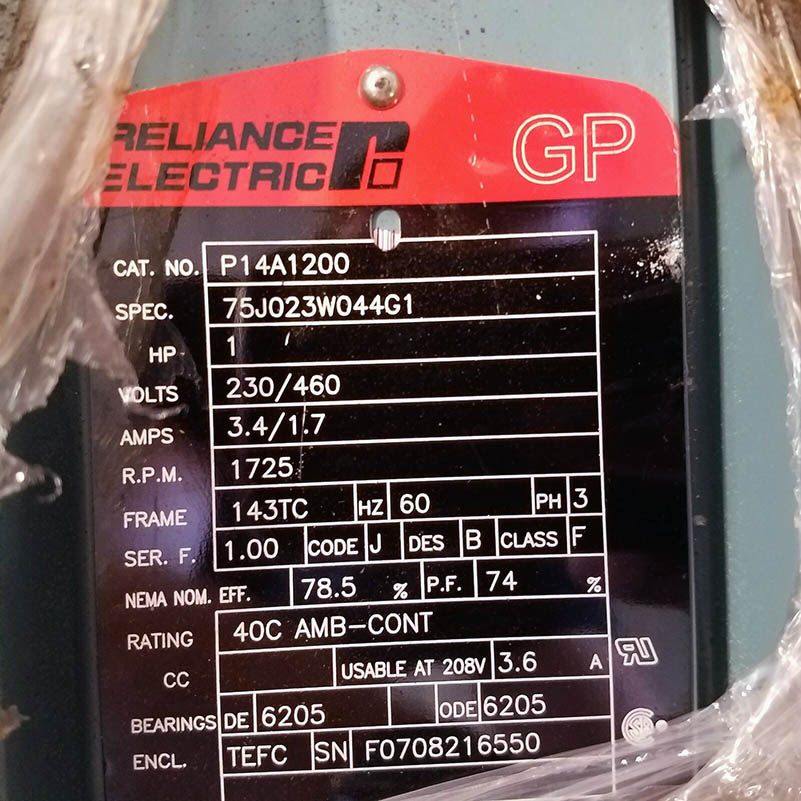 RELIANCE
ELECTRIC
GP
CAT. NO. P14A1200
SPEC. 75J023W044G1
HP 1
VOLTS 230/460
AMPS 3.4/1.7
R.P.M. 1725
FRAME 143TC HZ 60 PH 3
SER. F. 1.00 CODE J DES B CLASS F
NEMA NOM. EFF. 78.5 % P.F. 74 %
RATING 40C AMB-CONT
CC USABLE AT 208V 3.6 A
BEARINGS DE 6205 ODE 6205
ENCL. TEFC SN F0708216550